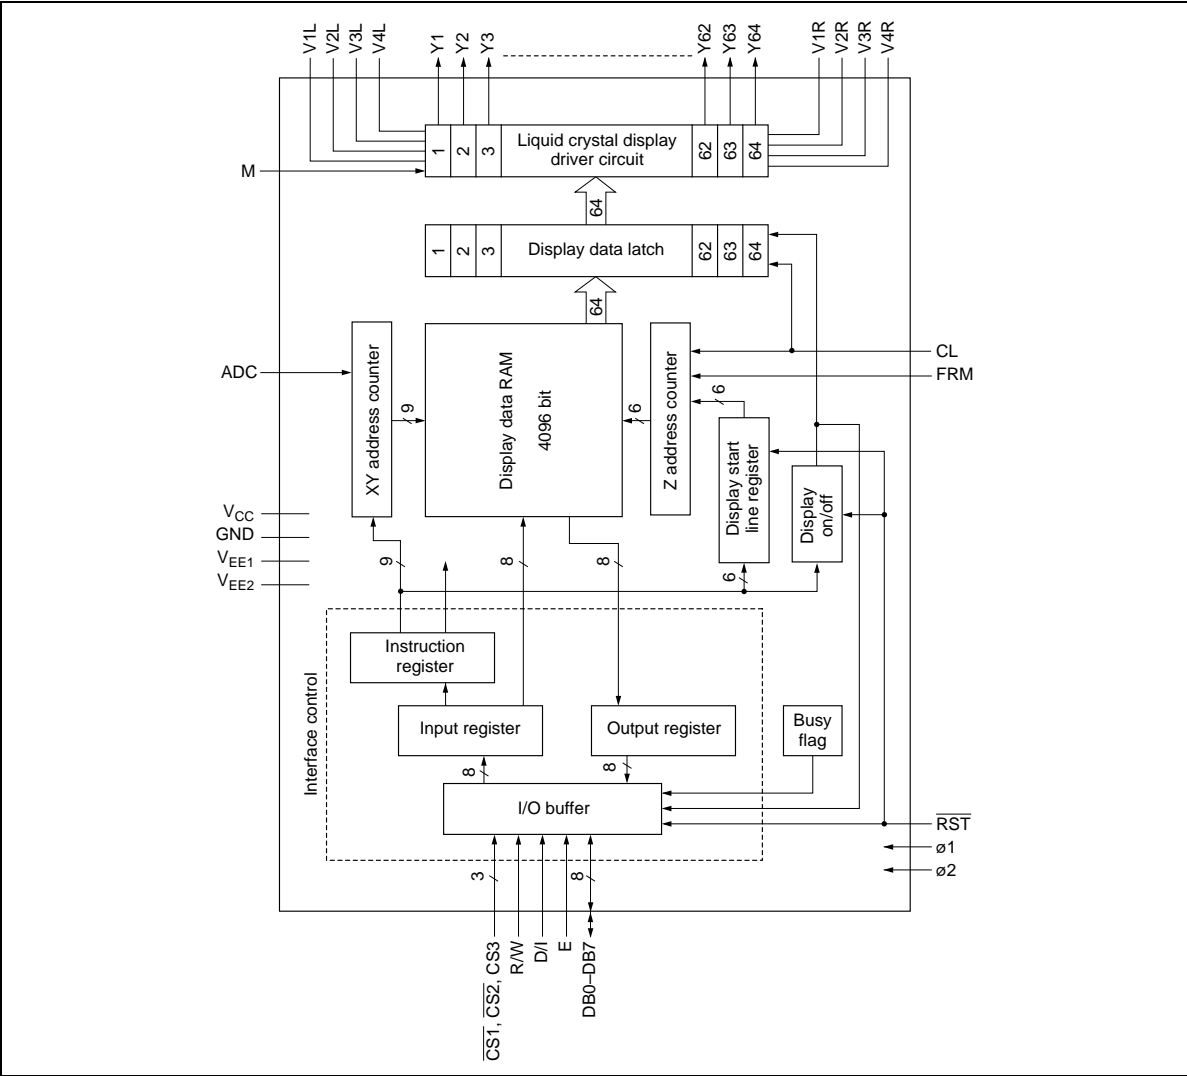 V1L
V2L
V3L
V4L
Y1
Y2
Y3
Y62
Y63
Y64
V1R
V2R
V3R
V4R
1
2
3
Liquid crystal display
driver circuit
62
63
64
M
64
1
2
3
Display data latch
62
63
64
64
CL
FRM
ADC
XY address counter
9
Display data RAM
4096 bit
6
Z address counter
6
Display start
line register
Display
on/off
VCC
GND
VEE1
VEE2
9
8
8
6
Interface control
Instruction
register
Input register
Output register
Busy
flag
8
8
I/O buffer
RST
ø1
ø2
3
8
CS1, CS2, CS3
R/W
D/I
E
DB0–DB7